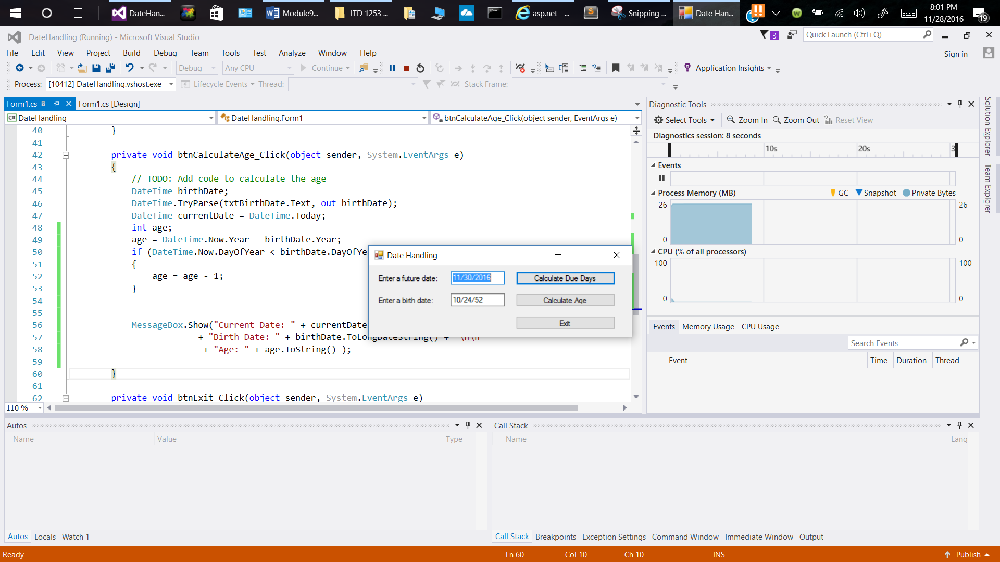 DateHan...
Module9...
ITD 1253 ...
asp.net - ...
Snipping ...
Date Han...
8:01 PM
11/28/2016
19
DateHandling (Running) - Microsoft Visual Studio
3
Quick Launch (Ctrl+Q)
File Edit View Project Build Debug Team Tools Test Analyze Window Help
Sign in
Debug Any CPU Continue Application Insights
Process: [10412] DateHandling.vshost.exe Lifecycle Events Thread: Stack Frame:
Form1.cs Form1.cs [Design]
DateHandling DateHandling.Form1 btnCalculateAge_Click(object sender, EventArgs e)
40 }
41
42 private void btnCalculateAge_Click(object sender, System.EventArgs e)
43 {
44 // TODO: Add code to calculate the age
45 DateTime birthDate;
46 DateTime.TryParse(txtBirthDate.Text, out birthDate);
47 DateTime currentDate = DateTime.Today;
48 int age;
49 age = DateTime.Now.Year - birthDate.Year;
50 if (DateTime.Now.DayOfYear < birthDate.DayOfYea
51 {
52 age = age - 1;
53 }
54
55
56 MessageBox.Show("Current Date: " + currentDate
57 + "Birth Date: " + birthDate.ToLongDateString() + "\n\n"
58 + "Age: " + age.ToString() );
59
60 }
61
62 private void btnExit_Click(object sender, System.EventArgs e)
110 %
Date Handling
Enter a future date: 11/30/2016 Calculate Due Days
Enter a birth date: 10/24/52 Calculate Age
Exit
Diagnostic Tools
Select Tools Zoom In Zoom Out Reset View
Diagnostics session: 8 seconds
10s 20s 3
Events
Process Memory (MB) GC Snapshot Private Bytes
26 26
0 0
CPU (% of all processors)
100 100
0 0
Events Memory Usage CPU Usage
Search Events
Event Time Duration Thread
Solution Explorer
Team Explorer
Autos
Name Value Type
Call Stack
Name Lang
Autos Locals Watch 1
Call Stack Breakpoints Exception Settings Command Window Immediate Window Output
Ready Ln 60 Col 10 Ch 10 INS Publish